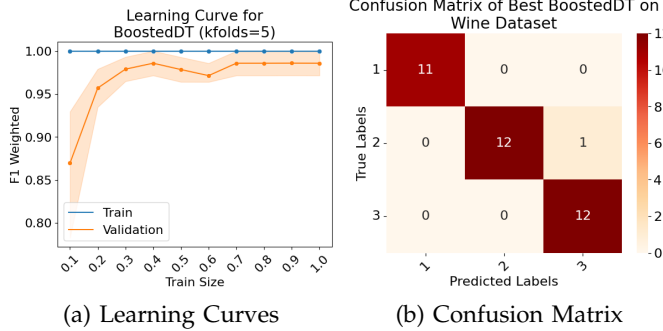 Learning Curve for
BoostedDT (kfolds=5)
1.00
0.95
0.90
0.85
0.80
F1 Weighted
Train
Validation
0.1 0.2 0.3 0.4 0.5 0.6 0.7 0.8 0.9 1.0
Train Size
(a) Learning Curves
Confusion Matrix of Best BoostedDT on
Wine Dataset
True Labels
1 11 0 0
2 0 12 1
3 0 0 12
1 2 3
Predicted Labels
8
6
4
2
0
(b) Confusion Matrix